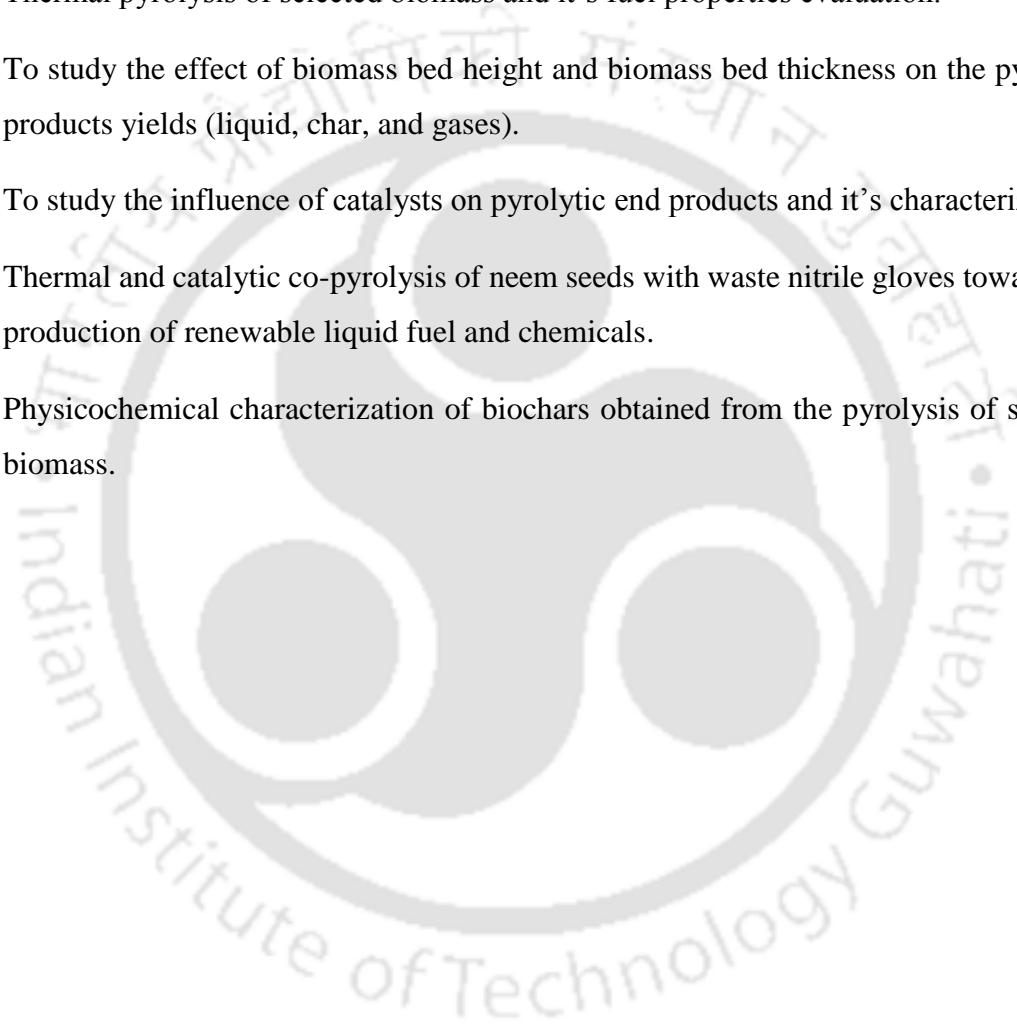 Thermal pyrolysis of selected biomass and it's fuel properties evaluation.
To study the effect of biomass bed height and biomass bed thickness on the py
products yields (liquid, char, and gases).
To study the influence of catalysts on pyrolytic end products and it's characteri
Thermal and catalytic co-pyrolysis of neem seeds with waste nitrile gloves towa
production of renewable liquid fuel and chemicals.
Physicochemical characterization of biochars obtained from the pyrolysis of s
biomass.
भारतीय प्रौद्योगिकी संस्थान गुवाहाटी
Indian Institute of Technology Guwahati